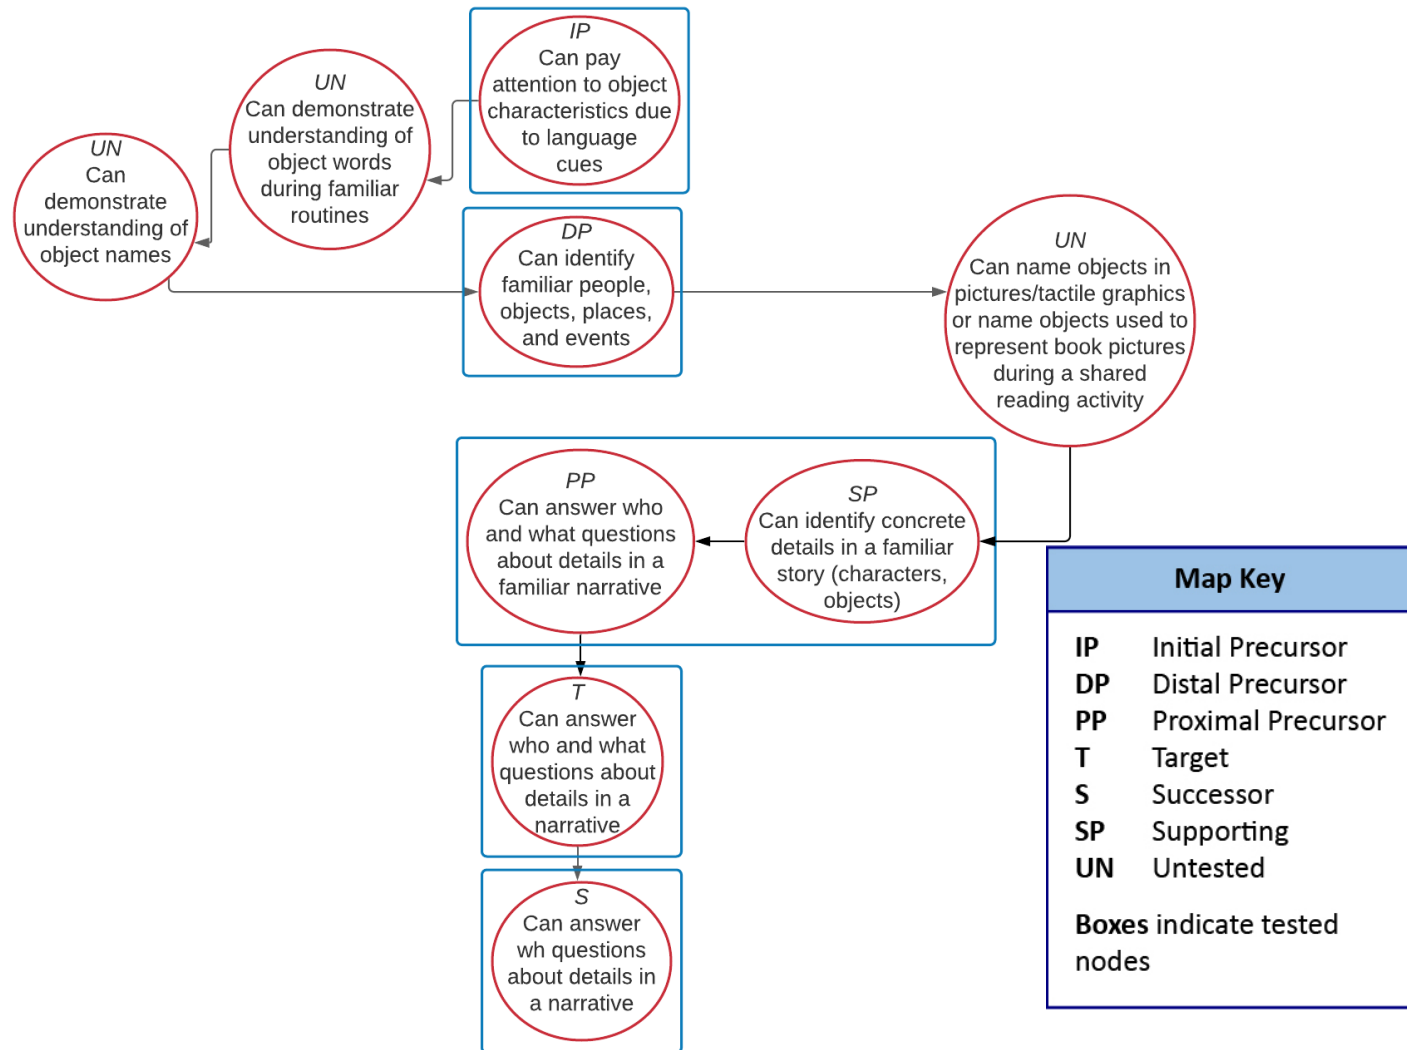 IP
Can pay
attention to object
characteristics due
to language
cues
UN
Can demonstrate
understanding of
object words
during familiar
routines
UN
Can
demonstrate
understanding of
object names
DP
Can identify
familiar people,
objects, places,
and events
UN
Can name objects in
pictures/tactile graphics
or name objects used to
represent book pictures
during a shared
reading activity
SP
Can identify concrete
details in a familiar
story (characters,
objects)
PP
Can answer who
and what questions
about details in a
familiar narrative
T
Can answer
who and what
questions about
details in a
narrative
S
Can answer
wh questions
about details in
a narrative
Map Key
IP Initial Precursor
DP Distal Precursor
PP Proximal Precursor
T Target
S Successor
SP Supporting
UN Untested
Boxes indicate tested
nodes